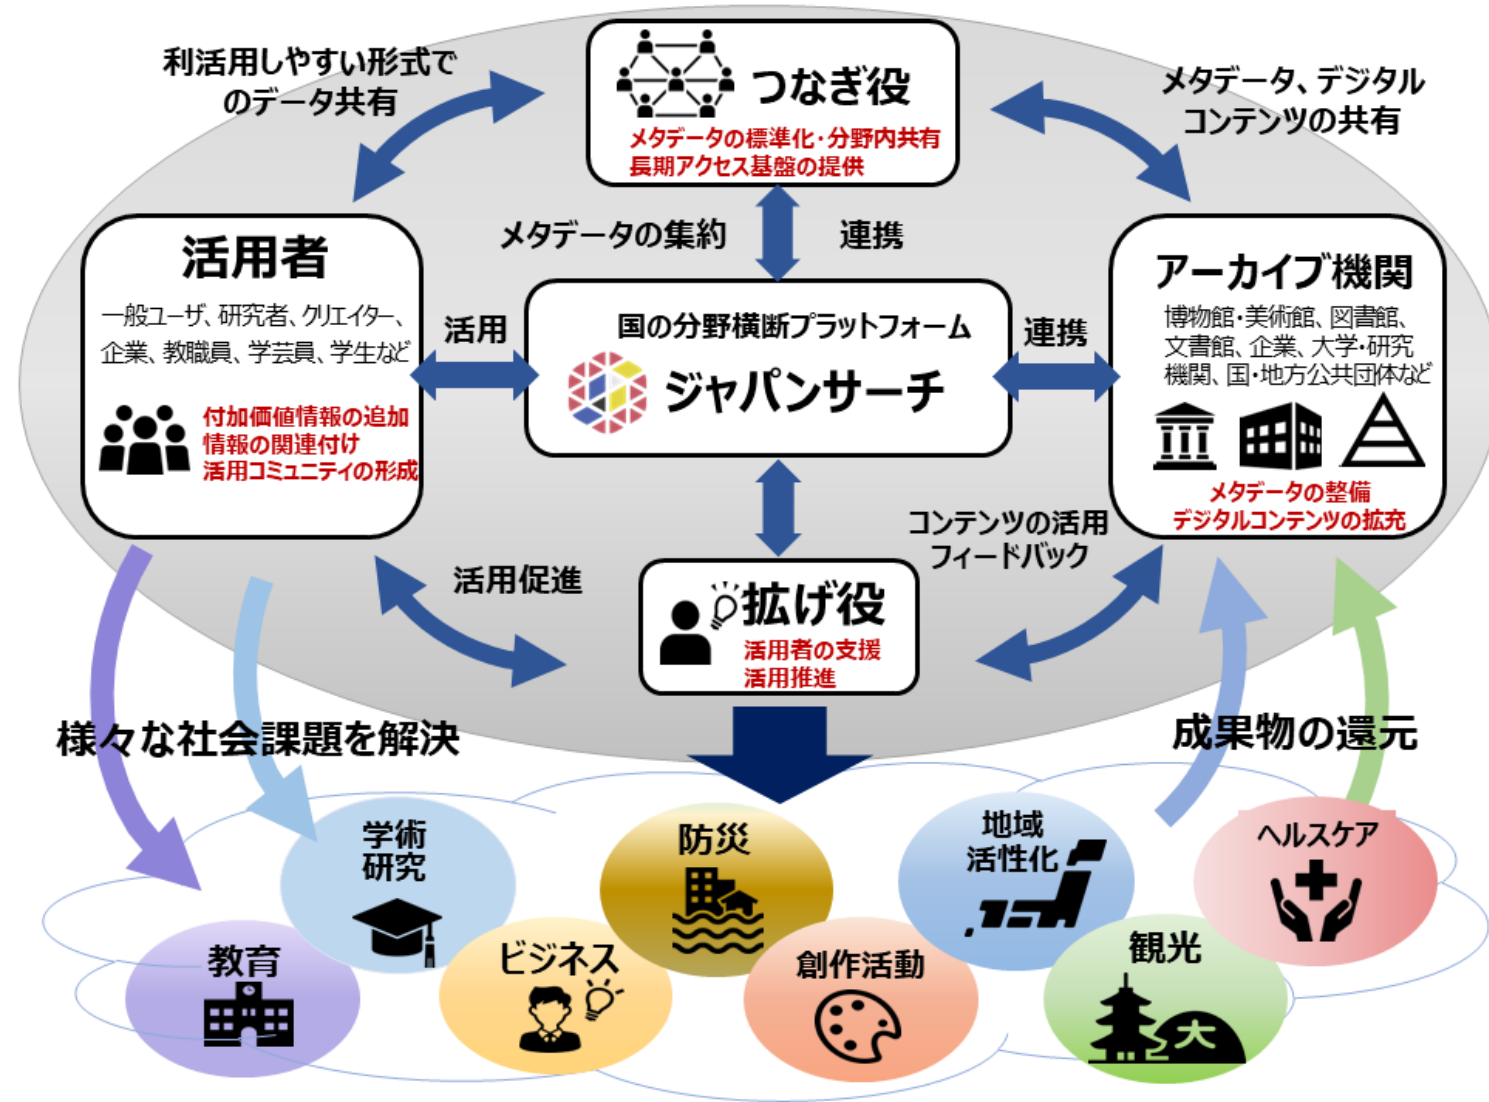 利活用しやすい形式で
のデータ共有
つなぎ役
メタデータの標準化・分野内共有
長期アクセス基盤の提供
メタデータ、デジタル
コンテンツの共有
メタデータの集約
連携
活用者
一般ユーザ、研究者、クリエイター、
企業、教職員、学芸員、学生など
付加価値情報の追加
情報の関連付け
活用コミュニティの形成
活用
国の分野横断プラットフォーム
ジャパンサーチ
連携
アーカイブ機関
博物館・美術館、図書館、
文書館、企業、大学・研究
機関、国・地方公共団体など
メタデータの整備
デジタルコンテンツの拡充
活用促進
拡げ役
活用者の支援
活用推進
コンテンツの活用
フィードバック
様々な社会課題を解決
成果物の還元
学術
研究
防災
地域
活性化
ヘルスケア
教育
ビジネス
創作活動
観光
大